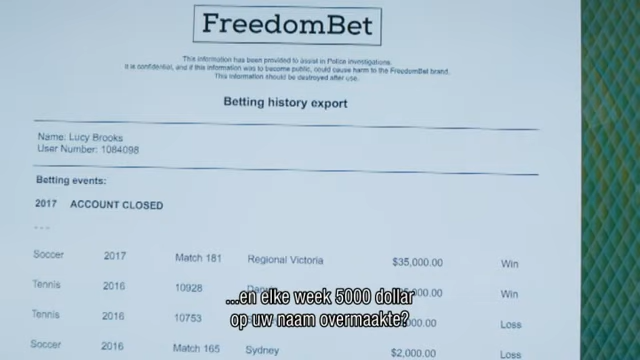 FreedomBet
This information has been provided to assist in Police investigations.
It is confidential, and if this information was to become public, could cause harm to the FreedomBet brand.
This information should be destroyed after use.
Betting history export
Name: Lucy Brooks
User Number: 1084098
Betting events:
2017 ACCOUNT CLOSED
---
Soccer 2017 Match 181 Regional Victoria $35,000.00 Win
Tennis 2016 10928 Win
Tennis 2016 10753 Loss
Soccer 2016 Match 165 Sydney $2,000.00 Loss
...en elke week 5000 dollar
op uw naam overmaakte?